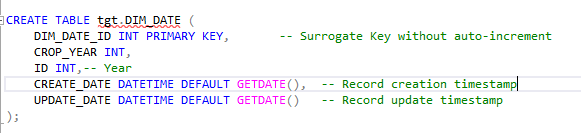 CREATE TABLE tgt.DIM_DATE (
DIM_DATE_ID INT PRIMARY KEY, -- Surrogate Key without auto-increment
CROP_YEAR INT,
ID INT,-- Year
CREATE_DATE DATETIME DEFAULT GETDATE(), -- Record creation timestamp
UPDATE_DATE DATETIME DEFAULT GETDATE() -- Record update timestamp
);